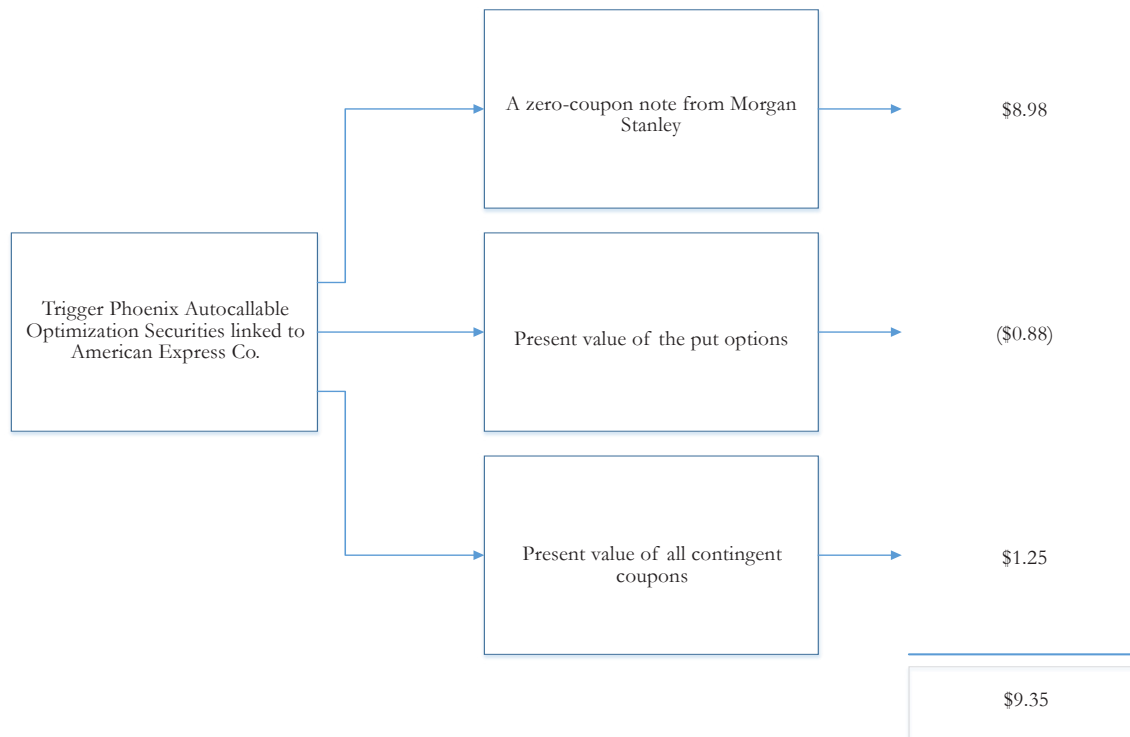 A zero-coupon note from Morgan
Stanley
$8.98
Trigger Phoenix Autocallable
Optimization Securities linked to
American Express Co.
Present value of the put options
($0.88)
Present value of all contingent
coupons
$1.25
$9.35